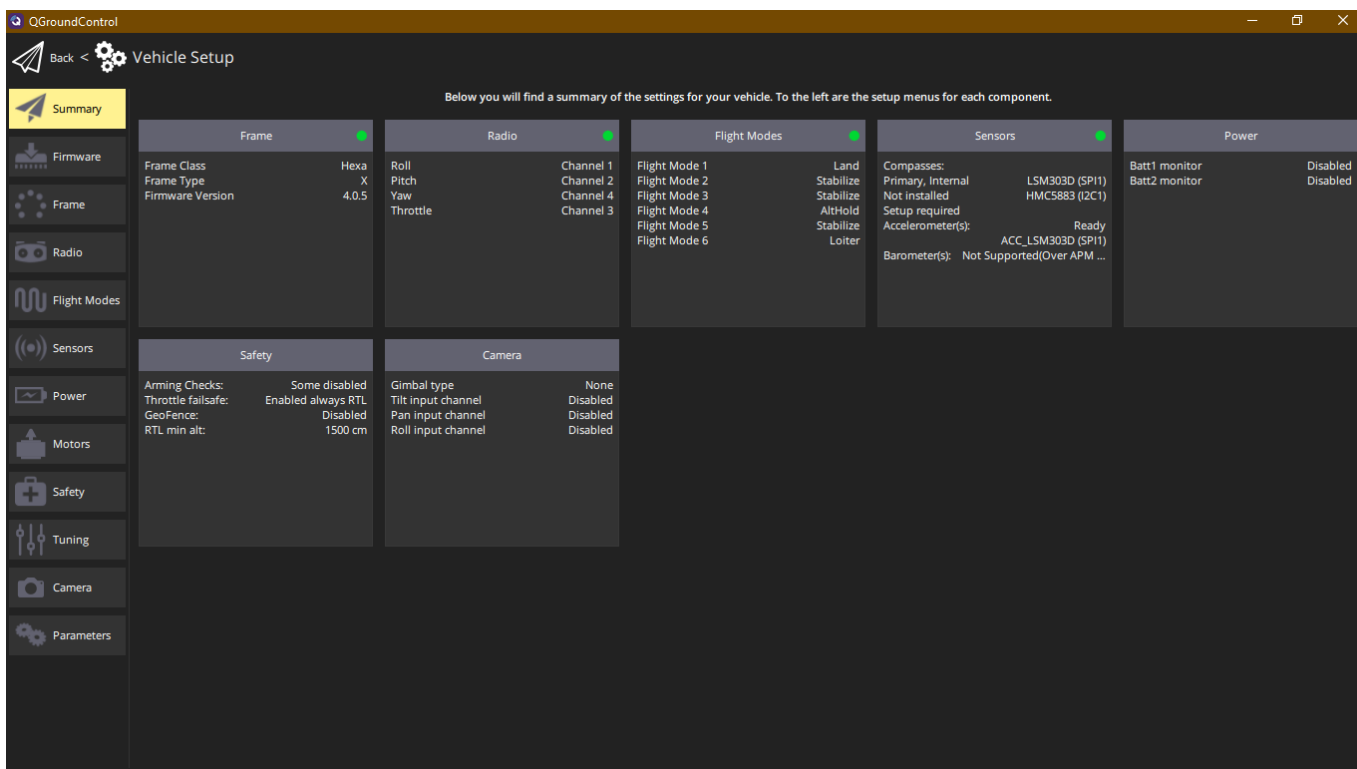 QGroundControl
Back < Vehicle Setup
Below you will find a summary of the settings for your vehicle. To the left are the setup menus for each component.
Summary
Firmware
Frame
Radio
Flight Modes
Sensors
Power
Motors
Safety
Tuning
Camera
Parameters
Frame
Frame Class Hexa
Frame Type X
Firmware Version 4.0.5
Radio
Roll Channel 1
Pitch Channel 2
Yaw Channel 4
Throttle Channel 3
Flight Modes
Flight Mode 1 Land
Flight Mode 2 Stabilize
Flight Mode 3 Stabilize
Flight Mode 4 AltHold
Flight Mode 5 Stabilize
Flight Mode 6 Loiter
Sensors
Compasses:
Primary, Internal LSM303D (SPI1)
Not installed HMC5883 (I2C1)
Setup required
Accelerometer(s): Ready
ACC_LSM303D (SPI1)
Barometer(s): Not Supported(Over APM ...
Power
Batt1 monitor Disabled
Batt2 monitor Disabled
Safety
Arming Checks: Some disabled
Throttle failsafe: Enabled always RTL
GeoFence: Disabled
RTL min alt: 1500 cm
Camera
Gimbal type None
Tilt input channel Disabled
Pan input channel Disabled
Roll input channel Disabled